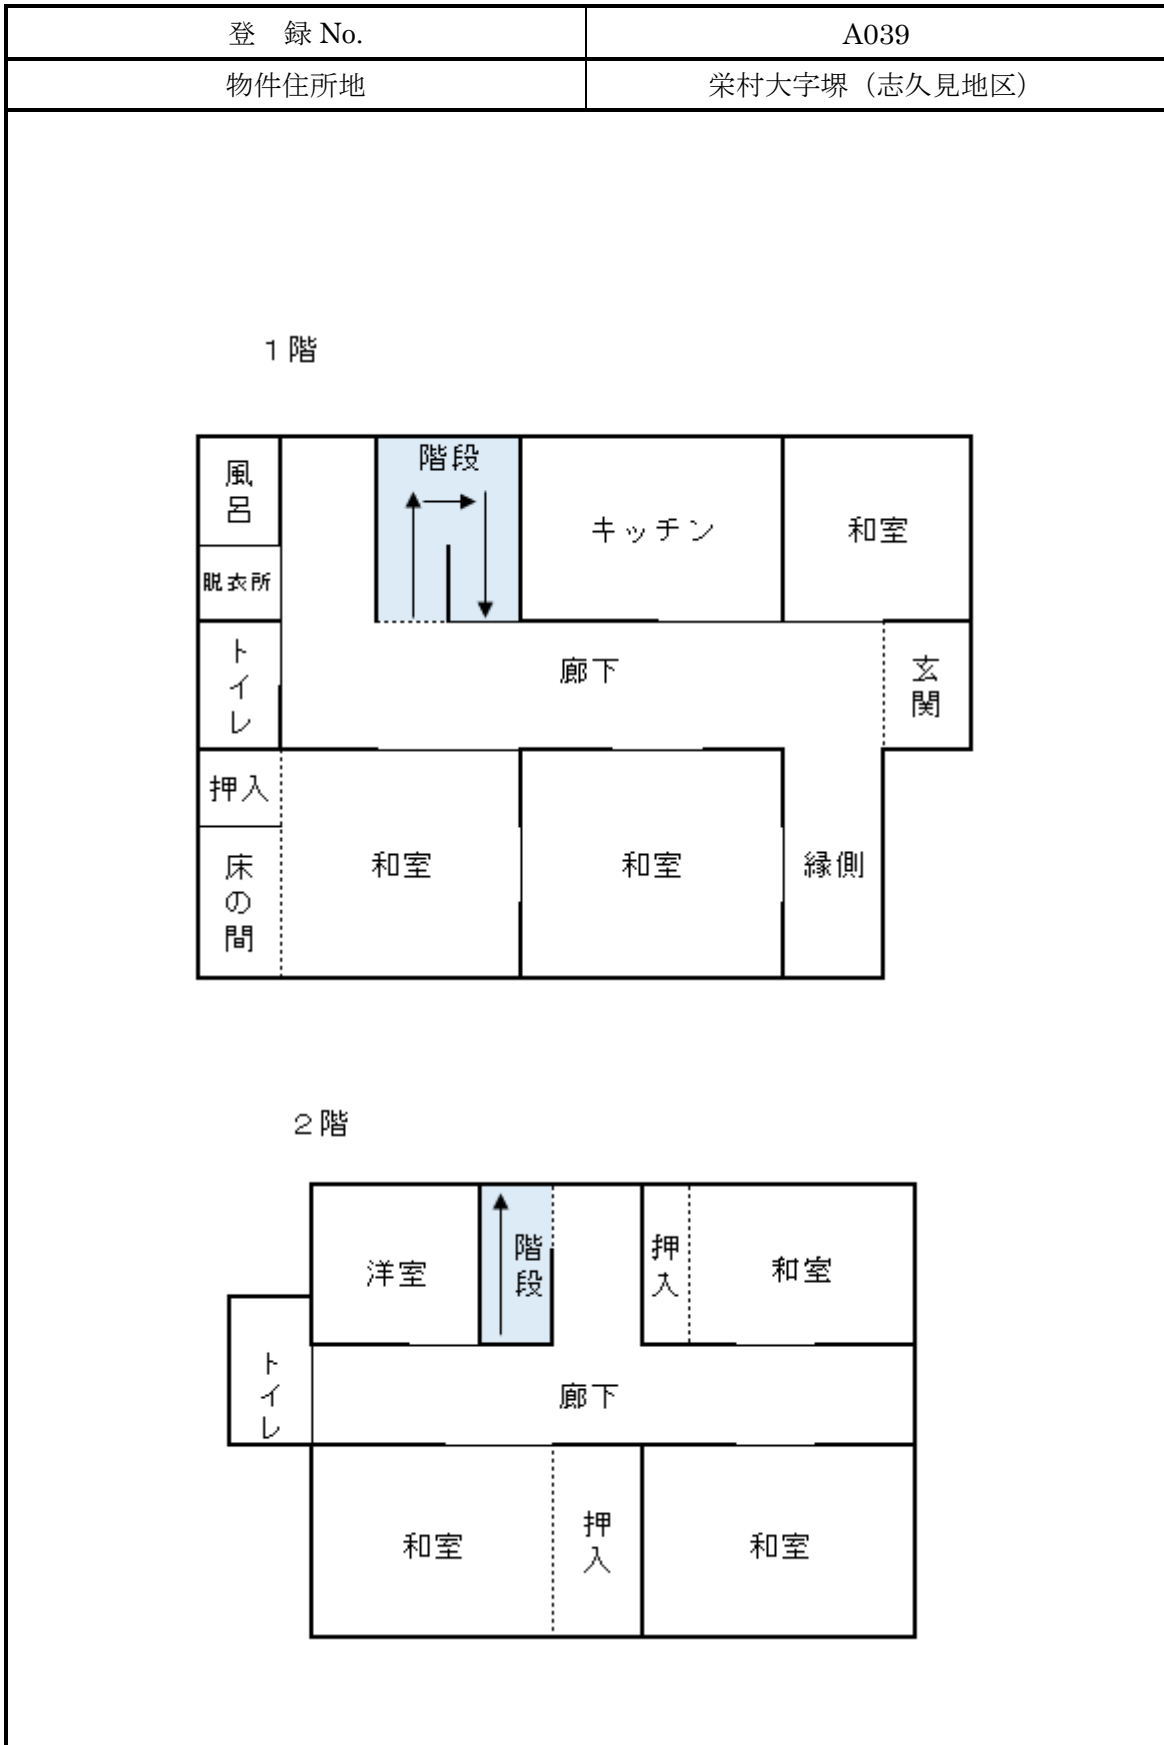 登　録 No.
A039
物件住所地
栄村大字堺（志久見地区）
１階
風呂
階段
キッチン
和室
脱衣所
トイレ
廊下
玄関
押入
床の間
和室
和室
縁側
２階
洋室
階段
押入
和室
トイレ
廊下
和室
押入
和室